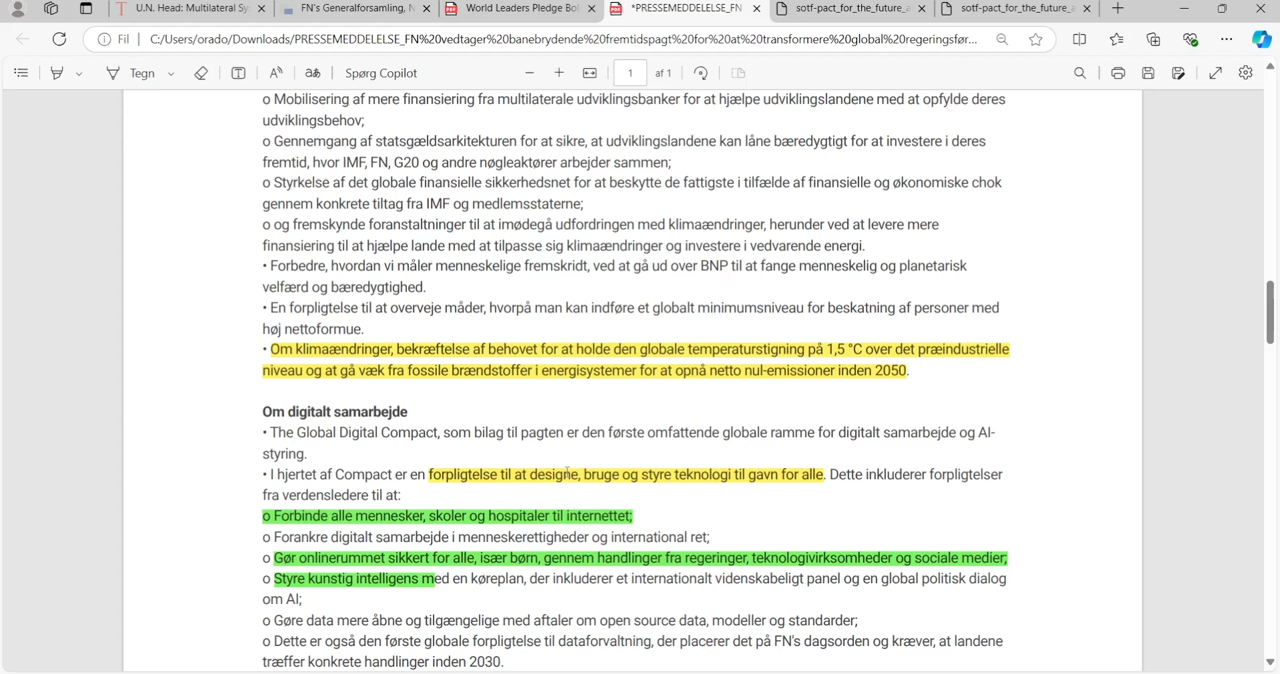 U.N. Head: Multilateral Sy
FN's Generalforsamling, N
World Leaders Pledge Bol
*PRESSEMEDDELELSE_FN
sotf-pact_for_the_future_a
sotf-pact_for_the_future_a
Fil
C:/Users/orado/Downloads/PRESSEMEDDELELSE_FN%20vedtager%20banebrydende%20fremtidspagt%20for%20at%20transformere%20global%20regeringsfør...
Tegn
aあ
Spørg Copilot
1
af 1
o Mobilisering af mere finansiering fra multilaterale udviklingsbanker for at hjælpe udviklingslandene med at opfylde deres
udviklingsbehov;
o Gennemgang af statsgældsarkitekturen for at sikre, at udviklingslandene kan låne bæredygtigt for at investere i deres
fremtid, hvor IMF, FN, G20 og andre nøgleaktører arbejder sammen;
o Styrkelse af det globale finansielle sikkerhedsnet for at beskytte de fattigste i tilfælde af finansielle og økonomiske chok
gennem konkrete tiltag fra IMF og medlemsstaterne;
o og fremskynde foranstaltninger til at imødegå udfordringen med klimaændringer, herunder ved at levere mere
finansiering til at hjælpe lande med at tilpasse sig klimaændringer og investere i vedvarende energi.
• Forbedre, hvordan vi måler menneskelige fremskridt, ved at gå ud over BNP til at fange menneskelig og planetarisk
velfærd og bæredygtighed.
• En forpligtelse til at overveje måder, hvorpå man kan indføre et globalt minimumsniveau for beskatning af personer med
høj nettoformue.
• Om klimaændringer, bekræftelse af behovet for at holde den globale temperaturstigning på 1,5 °C over det præindustrielle
niveau og at gå væk fra fossile brændstoffer i energisystemer for at opnå netto nul-emissioner inden 2050.
Om digitalt samarbejde
• The Global Digital Compact, som bilag til pagten er den første omfattende globale ramme for digitalt samarbejde og AI-
styring.
• I hjertet af Compact er en forpligtelse til at designe, bruge og styre teknologi til gavn for alle. Dette inkluderer forpligtelser
fra verdensledere til at:
o Forbinde alle mennesker, skoler og hospitaler til internettet;
o Forankre digitalt samarbejde i menneskerettigheder og international ret;
o Gør onlinerummet sikkert for alle, især børn, gennem handlinger fra regeringer, teknologivirksomheder og sociale medier;
o Styre kunstig intelligens med en køreplan, der inkluderer et internationalt videnskabeligt panel og en global politisk dialog
om AI;
o Gøre data mere åbne og tilgængelige med aftaler om open source data, modeller og standarder;
o Dette er også den første globale forpligtelse til dataforvaltning, der placerer det på FN's dagsorden og kræver, at landene
træffer konkrete handlinger inden 2030.